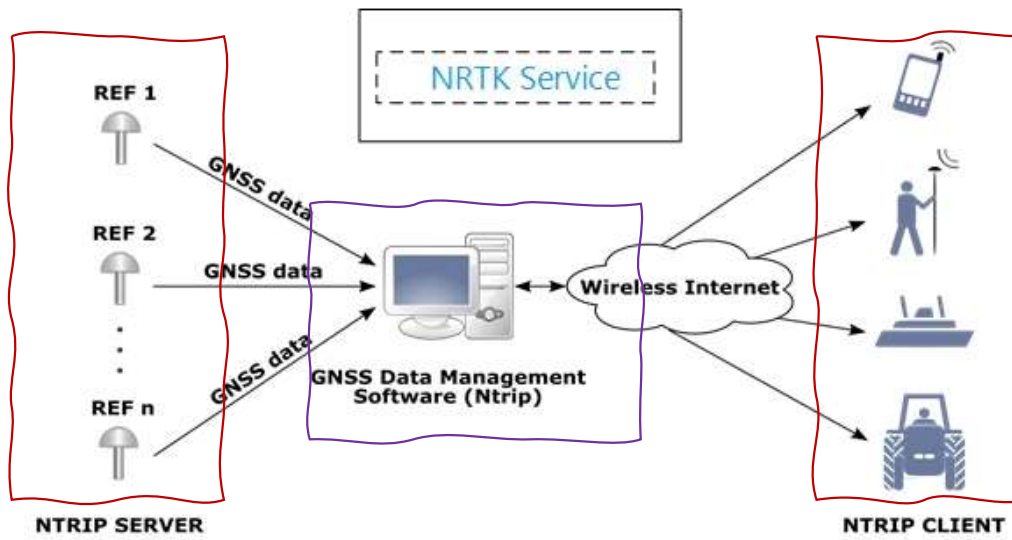 NRTK Service
REF 1
GNSS data
REF 2
GNSS data
REF n
GNSS data
GNSS Data Management
Software (Ntrip)
Wireless Internet
NTRIP SERVER
NTRIP CLIENT